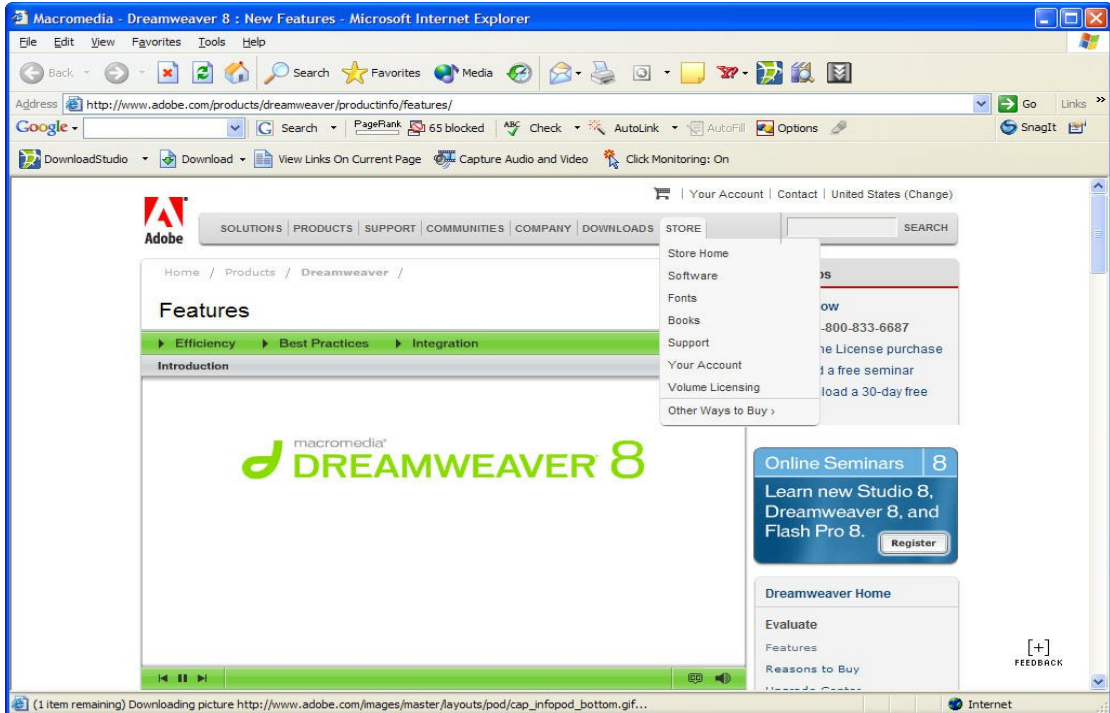 Macromedia - Dreamweaver 8 : New Features - Microsoft Internet Explorer
File Edit View Favorites Tools Help
Back Search Favorites Media
Address http://www.adobe.com/products/dreamweaver/productinfo/features/ Go Links »
Google Search PageRank 65 blocked ABC Check AutoLink AutoFill Options SnagIt
DownloadStudio Download View Links On Current Page Capture Audio and Video Click Monitoring: On
Your Account | Contact | United States (Change)
Adobe
SOLUTIONS | PRODUCTS | SUPPORT | COMMUNITIES | COMPANY | DOWNLOADS STORE SEARCH
Store Home
Software
Fonts
Books
Support
Your Account
Volume Licensing
Other Ways to Buy ›
Home / Products / Dreamweaver /
Features
Efficiency Best Practices Integration
Introduction
macromedia®
DREAMWEAVER® 8
-800-833-6687
License purchase
a free seminar
a 30-day free
Online Seminars 8
Learn new Studio 8,
Dreamweaver 8, and
Flash Pro 8.
Register
Dreamweaver Home
Evaluate
Features
Reasons to Buy
[+]
FEEDBACK
(1 item remaining) Downloading picture http://www.adobe.com/images/master/layouts/pod/cap_infopod_bottom.gif... Internet